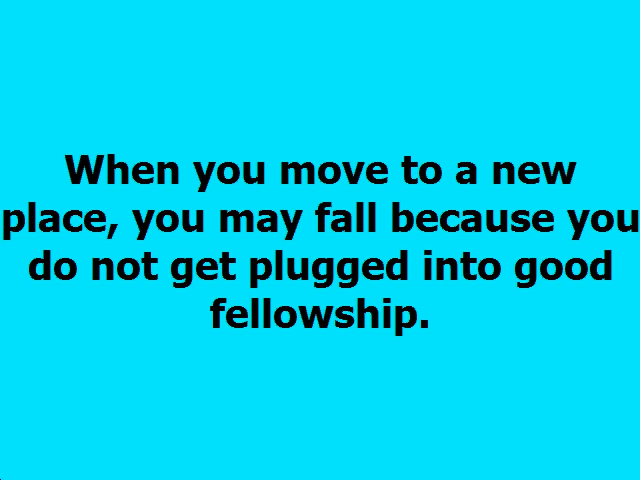 When you move to a new
place, you may fall because you
do not get plugged into good
fellowship.